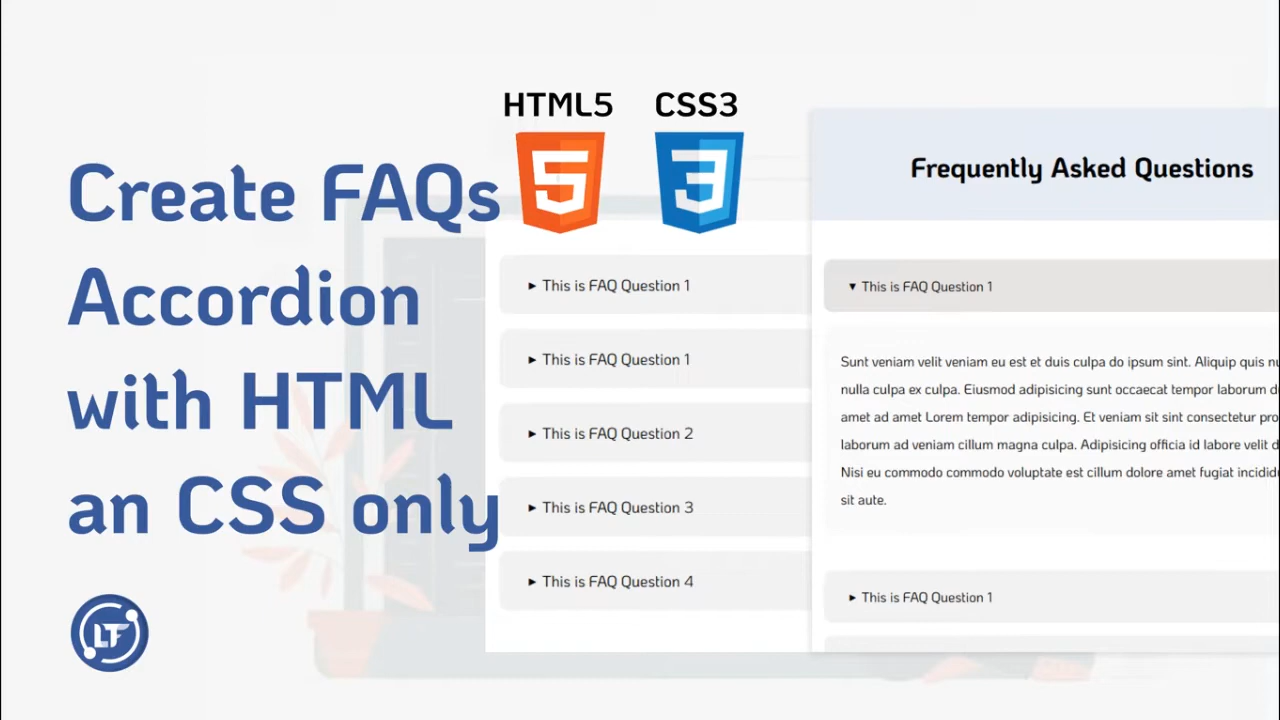 Create FAQs
Accordion
with HTML
an CSS only
HTML5 CSS3
5 3
This is FAQ Question 1
This is FAQ Question 1
This is FAQ Question 2
This is FAQ Question 3
This is FAQ Question 4
Frequently Asked Questions
This is FAQ Question 1
Sunt veniam velit veniam eu est et duis culpa do ipsum sint. Aliquip quis
nulla culpa ex culpa. Eiusmod adipisicing sunt occaecat tempor laborum
amet ad amet Lorem tempor adipisicing. Et veniam sit sint consectetur
laborum ad veniam cillum magna culpa. Adipisicing officia id labore velit
Nisi eu commodo commodo voluptate est cillum dolore amet fugiat
sit aute.
This is FAQ Question 1
LT